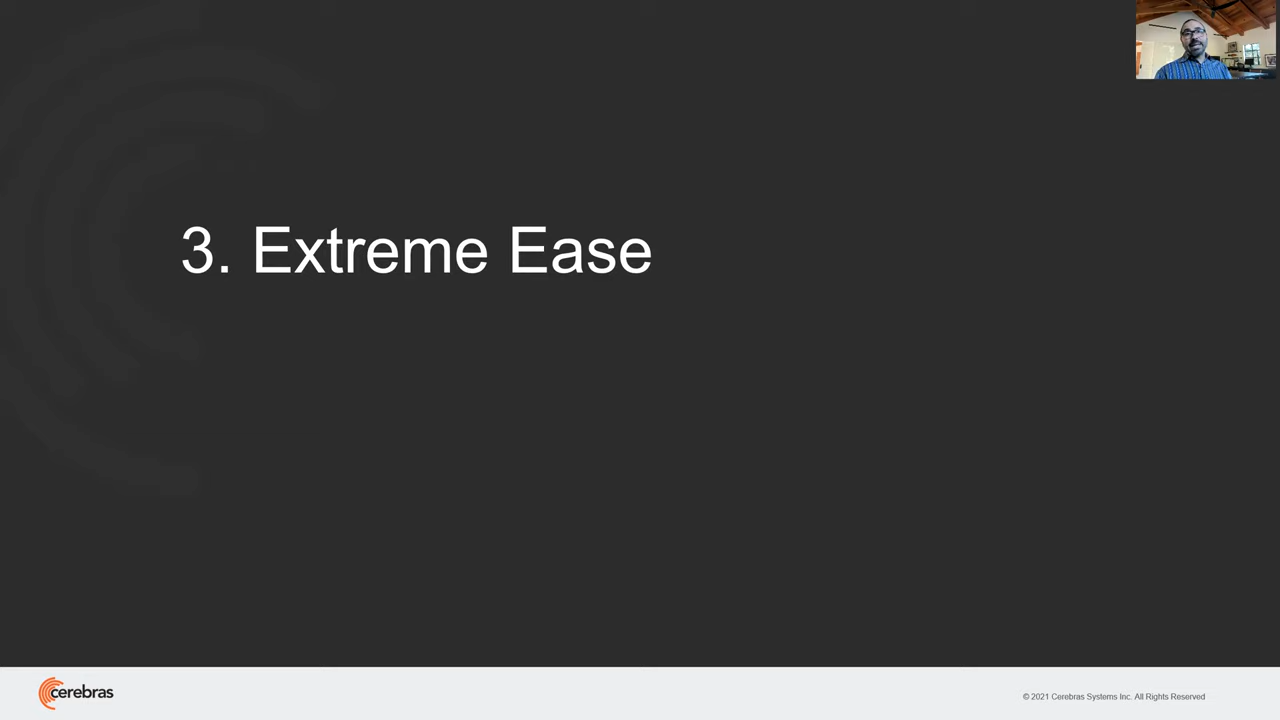 3. Extreme Ease
cerebras
© 2021 Cerebras Systems Inc. All Rights Reserved